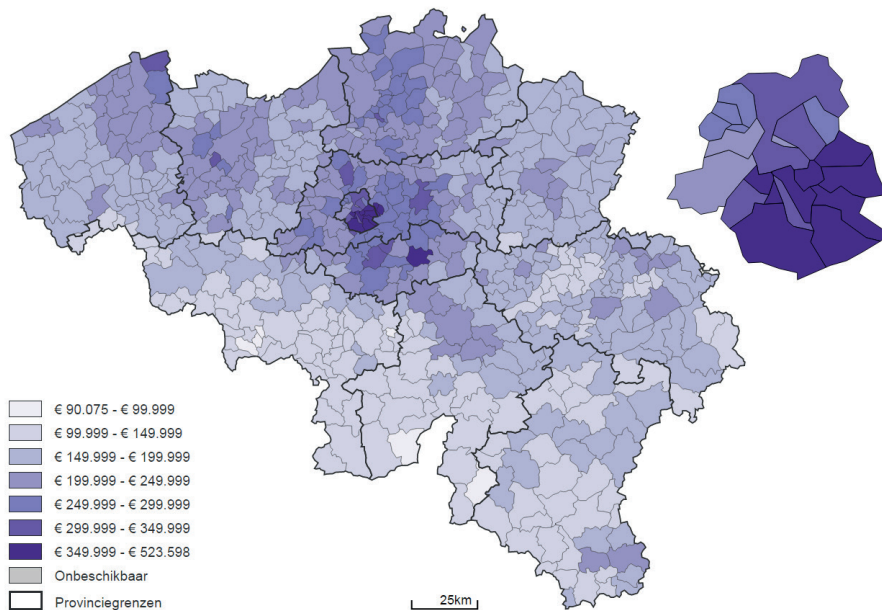 € 90.075 - € 99.999
€ 99.999 - € 149.999
€ 149.999 - € 199.999
€ 199.999 - € 249.999
€ 249.999 - € 299.999
€ 299.999 - € 349.999
€ 349.999 - € 523.598
Onbeschikbaar
Provinciegrenzen
25km